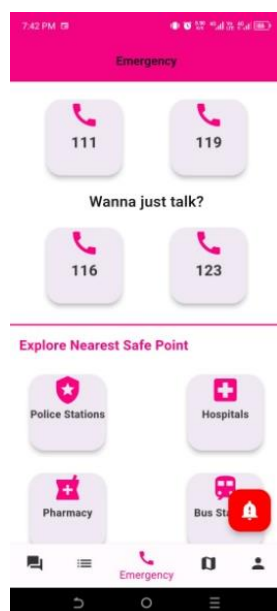 7:42 PM
Emergency
111
119
Wanna just talk?
116
123
Explore Nearest Safe Point
Police Stations
Hospitals
Pharmacy
Bus
Emergency